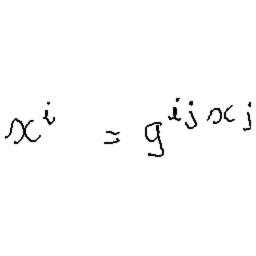 x^i = g^{ij} x_j